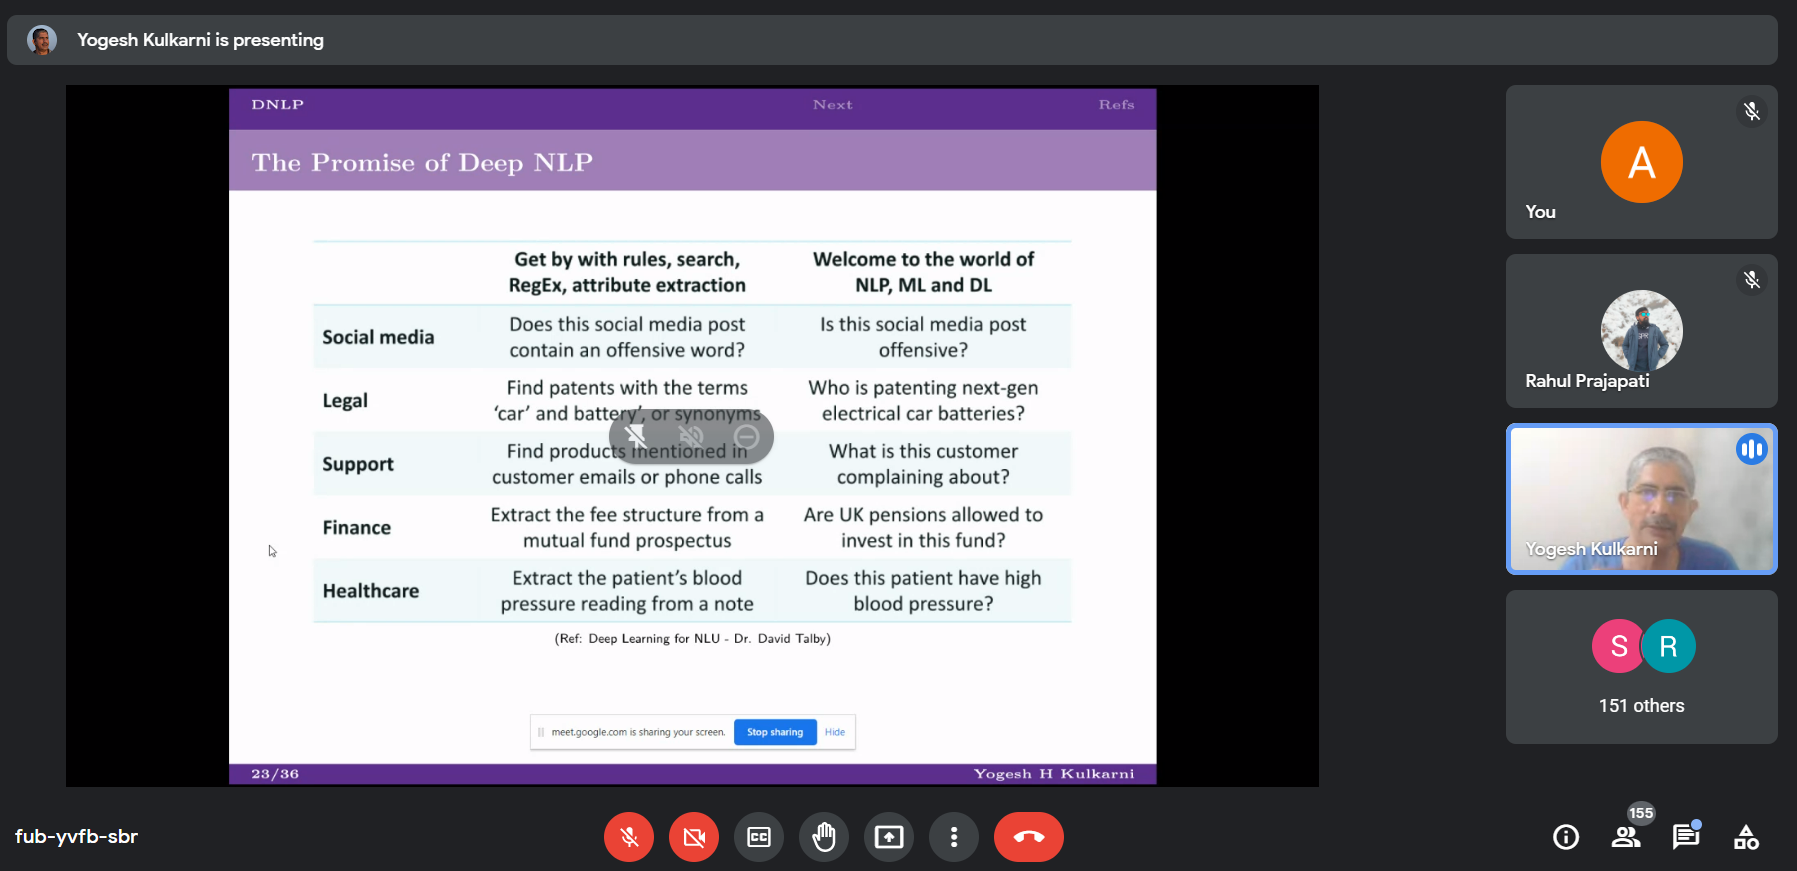 Yogesh Kulkarni is presenting
DNLP Next Refs
The Promise of Deep NLP
Get by with rules, search, Welcome to the world of
RegEx, attribute extraction NLP, ML and DL
Social media
Does this social media post
contain an offensive word?
Is this social media post
offensive?
Legal
Find patents with the terms
‘car’ and battery’, or synonyms
Who is patenting next-gen
electrical car batteries?
Support
Find products mentioned in
customer emails or phone calls
What is this customer
complaining about?
Finance
Extract the fee structure from a
mutual fund prospectus
Are UK pensions allowed to
invest in this fund?
Healthcare
Extract the patient’s blood
pressure reading from a note
Does this patient have high
blood pressure?
(Ref: Deep Learning for NLU - Dr. David Talby)
meet.google.com is sharing your screen. Stop sharing Hide
23/36 Yogesh H Kulkarni
A
You
Rahul Prajapati
Yogesh Kulkarni
S R
151 others
fub-yvfb-sbr
CC
155